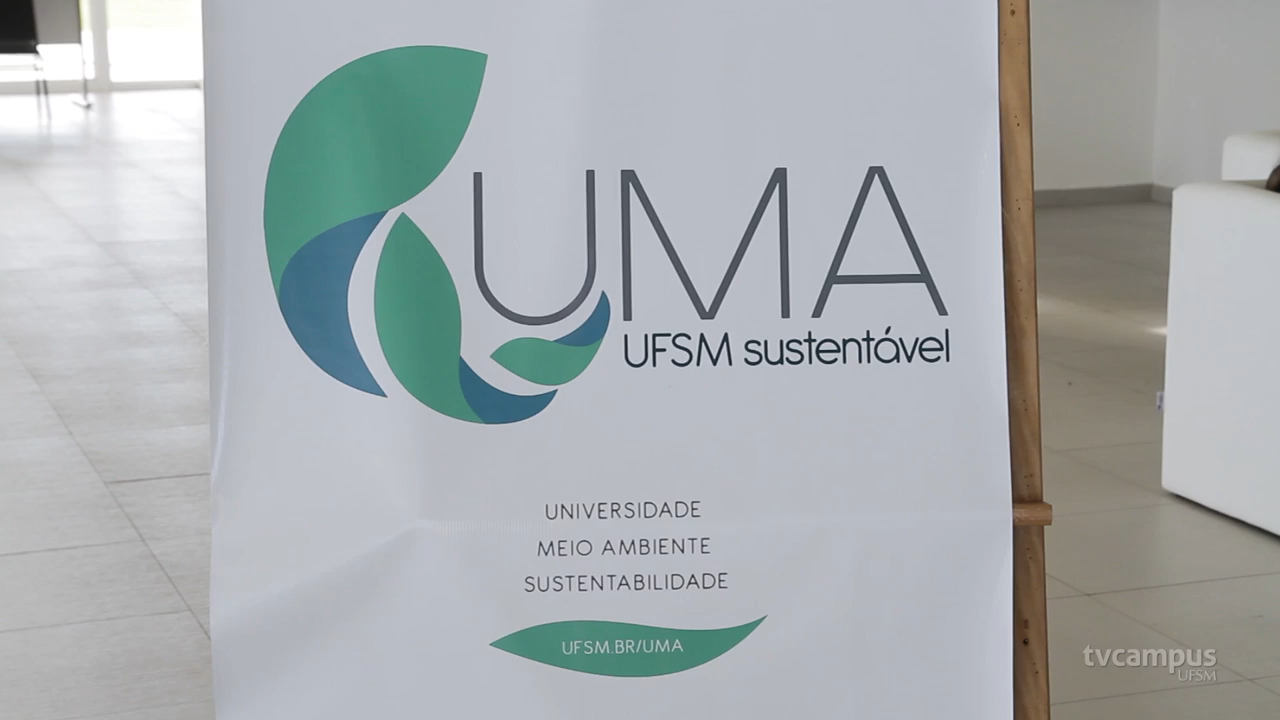 UMA
UFSM sustentável
UNIVERSIDADE
MEIO AMBIENTE
SUSTENTABILIDADE
UFSM.BR/UMA
tvcampus
UFSM